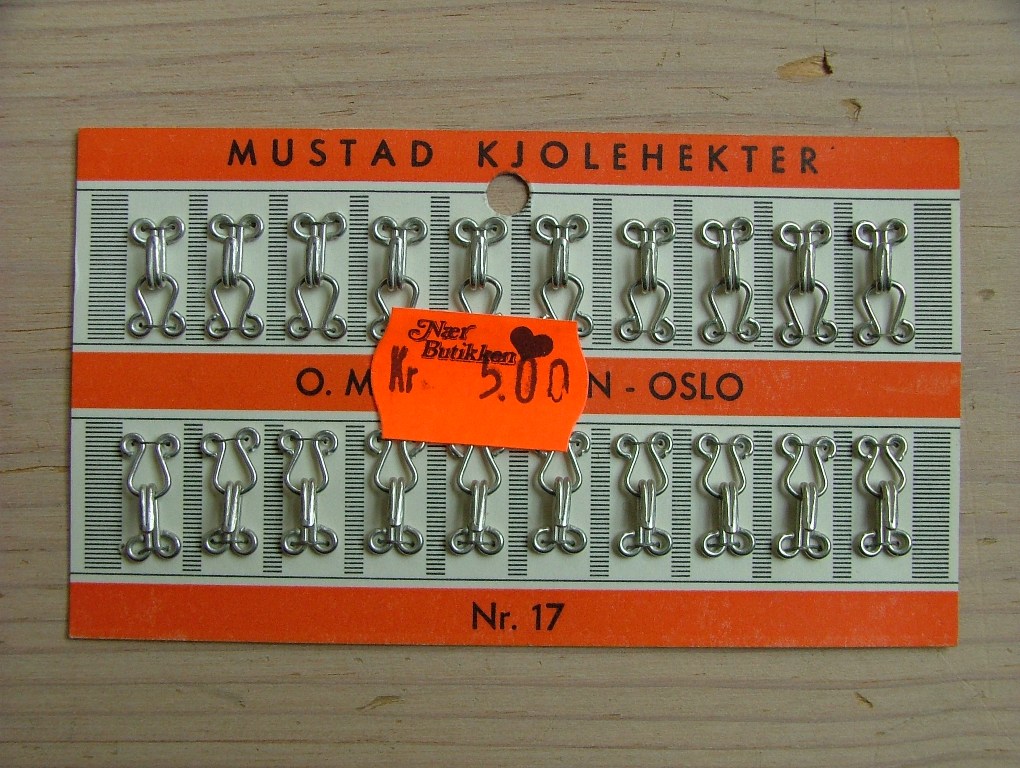 MUSTAD KJOLEHEKTER
Nær
Butikken
Kr 5.00
O. M N - OSLO
Nr. 17